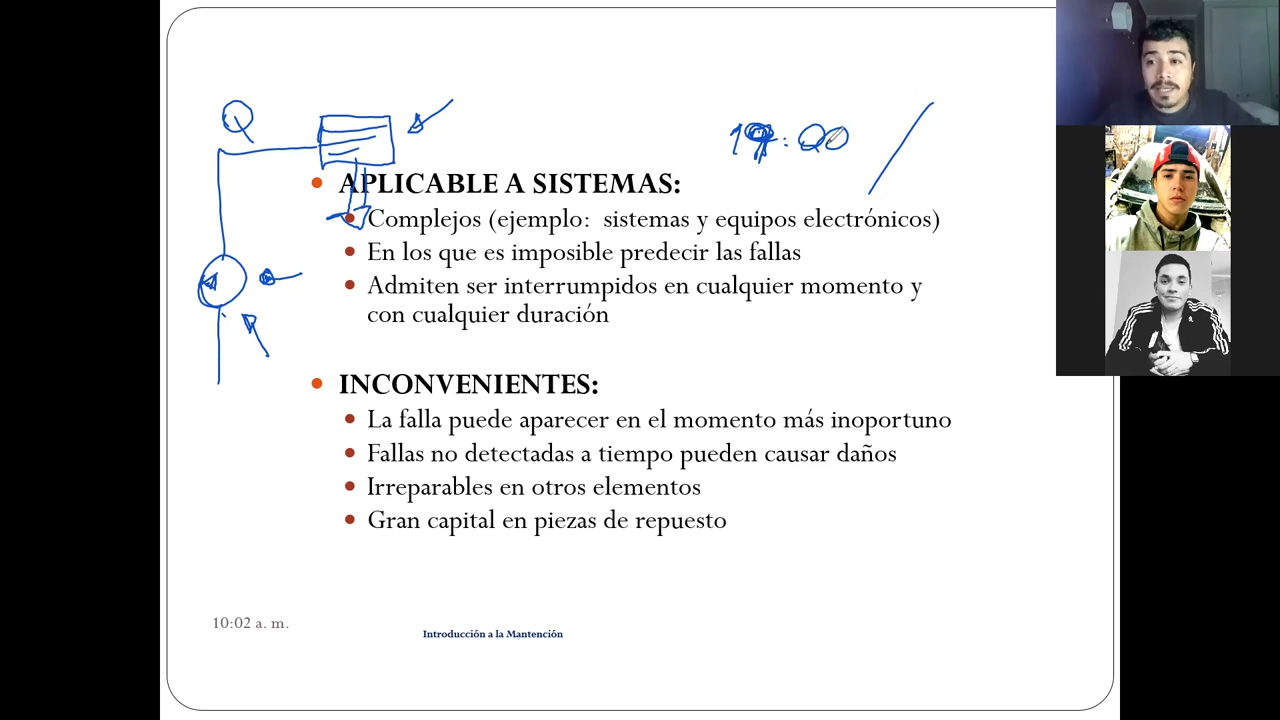 Q
APLICABLE A SISTEMAS:
Complejos (ejemplo: sistemas y equipos electrónicos)
En los que es imposible predecir las fallas
Admiten ser interrumpidos en cualquier momento y
con cualquier duración
INCONVENIENTES:
La falla puede aparecer en el momento más inoportuno
Fallas no detectadas a tiempo pueden causar daños
Irreparables en otros elementos
Gran capital en piezas de repuesto
10:02 a. m.
Introducción a la Mantención